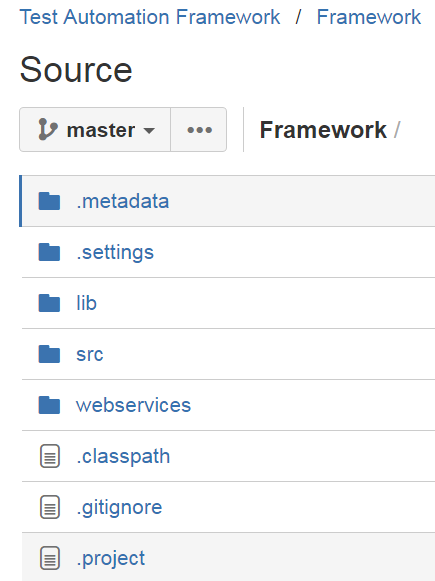 Test Automation Framework / Framework
Source
master ••• Framework /
.metadata
.settings
lib
src
webservices
.classpath
.gitignore
.project